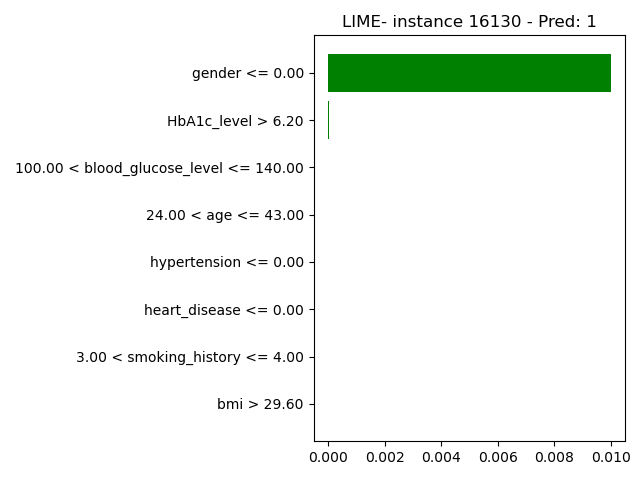 LIME- instance 16130 - Pred: 1
gender <= 0.00
HbA1c_level > 6.20
100.00 < blood_glucose_level <= 140.00
24.00 < age <= 43.00
hypertension <= 0.00
heart_disease <= 0.00
3.00 < smoking_history <= 4.00
bmi > 29.60
0.000 0.002 0.004 0.006 0.008 0.010